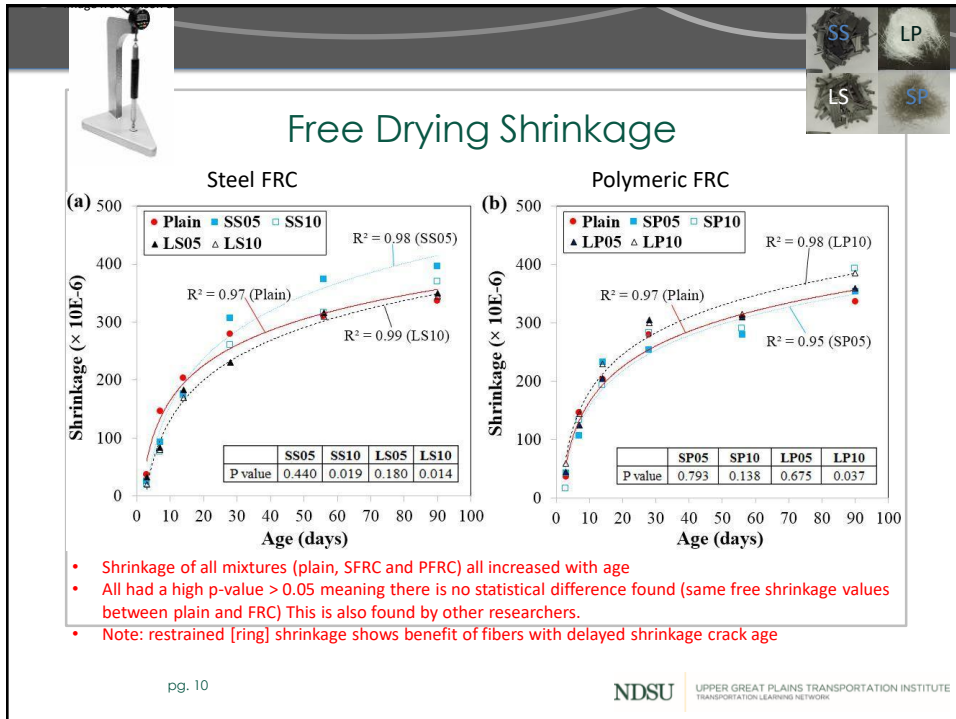 SS
LP
LS
SP
Free Drying Shrinkage
Steel FRC
Polymeric FRC
(a)
500
400
300
200
100
0
Shrinkage (× 10E-6)
Plain SS05 SS10
LS05 LS10
R² = 0.98 (SS05)
R² = 0.97 (Plain)
R² = 0.99 (LS10)
SS05 SS10 LS05 LS10
P value 0.440 0.019 0.180 0.014
0 10 20 30 40 50 60 70 80 90 100
Age (days)
(b)
500
400
300
200
100
0
Shrinkage (× 10E-6)
Plain SP05 SP10
LP05 LP10
R² = 0.98 (LP10)
R² = 0.97 (Plain)
R² = 0.95 (SP05)
SP05 SP10 LP05 LP10
P value 0.793 0.138 0.675 0.037
0 10 20 30 40 50 60 70 80 90 100
Age (days)
• Shrinkage of all mixtures (plain, SFRC and PFRC) all increased with age
• All had a high p-value > 0.05 meaning there is no statistical difference found (same free shrinkage values
between plain and FRC) This is also found by other researchers.
• Note: restrained [ring] shrinkage shows benefit of fibers with delayed shrinkage crack age
pg. 10
NDSU
UPPER GREAT PLAINS TRANSPORTATION INSTITUTE
TRANSPORTATION LEARNING NETWORK